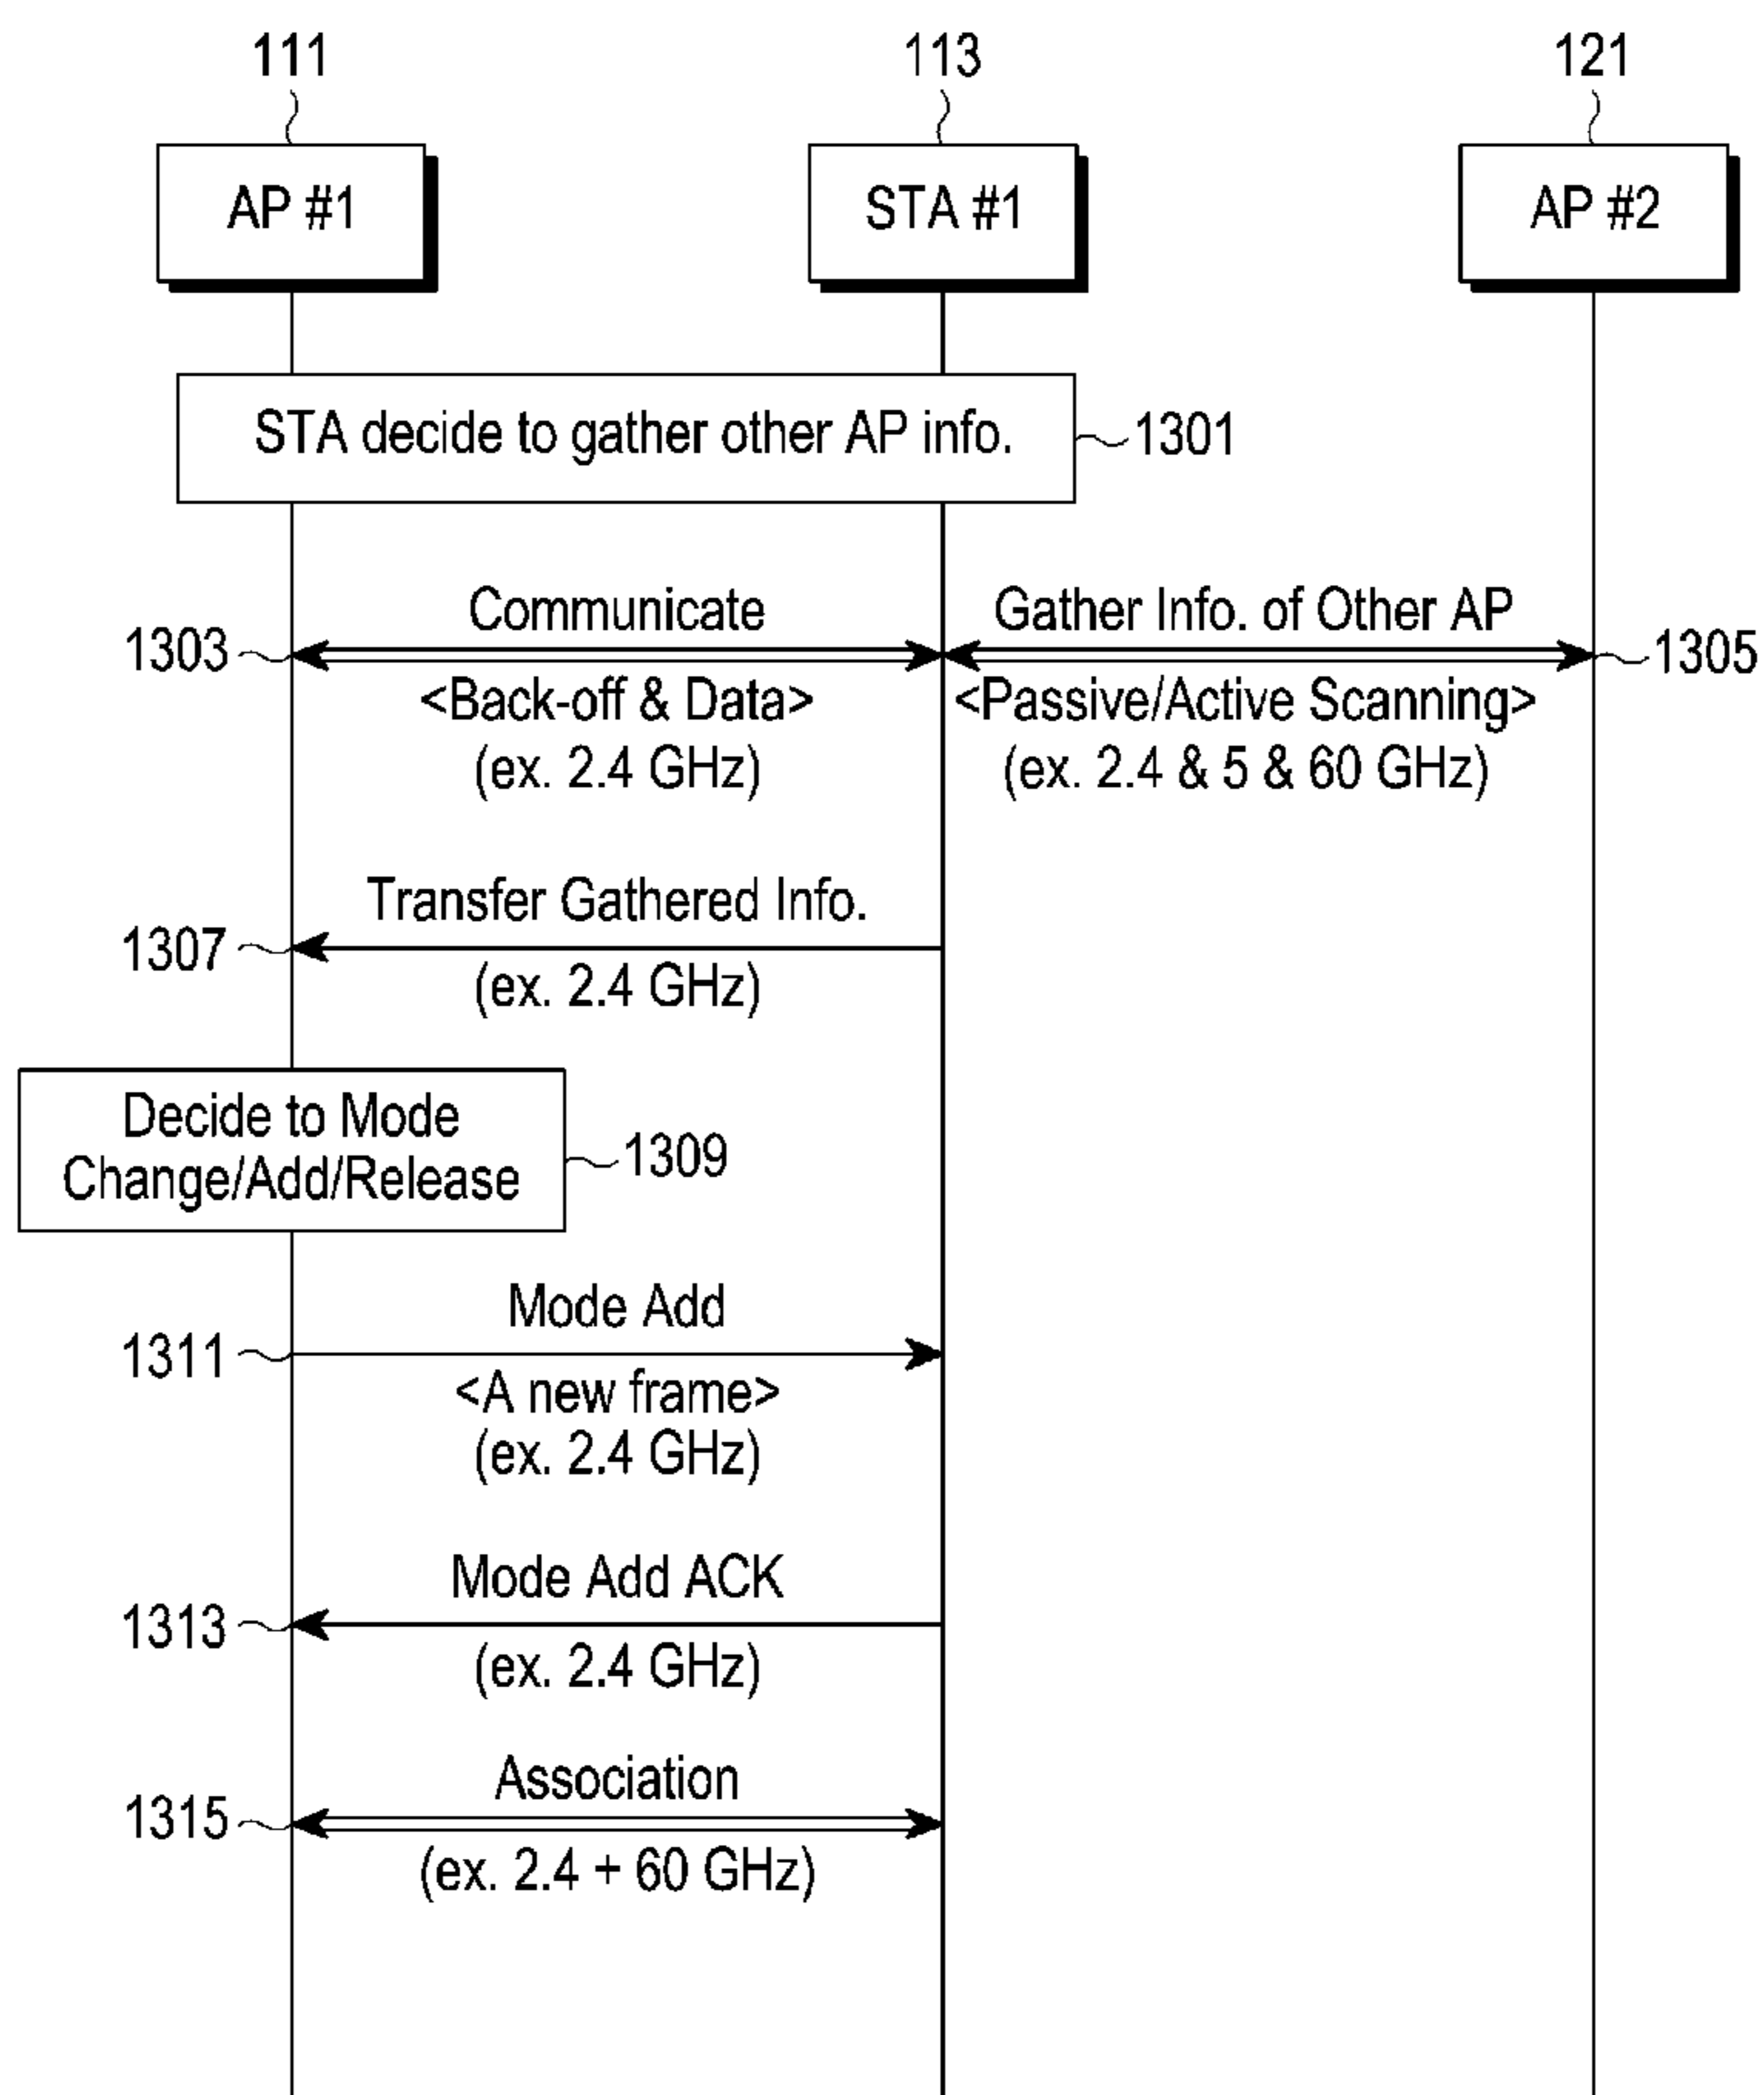 111
113
121
AP #1
STA #1
AP #2
STA decide to gather other AP info.
1301
Communicate
Gather Info. of Other AP
1303
1305
<Back-off & Data>
<Passive/Active Scanning>
(ex. 2.4 GHz)
(ex. 2.4 & 5 & 60 GHz)
Transfer Gathered Info.
1307
(ex. 2.4 GHz)
Decide to Mode
Change/Add/Release
1309
Mode Add
1311
<A new frame>
(ex. 2.4 GHz)
Mode Add ACK
1313
(ex. 2.4 GHz)
Association
1315
(ex. 2.4 + 60 GHz)